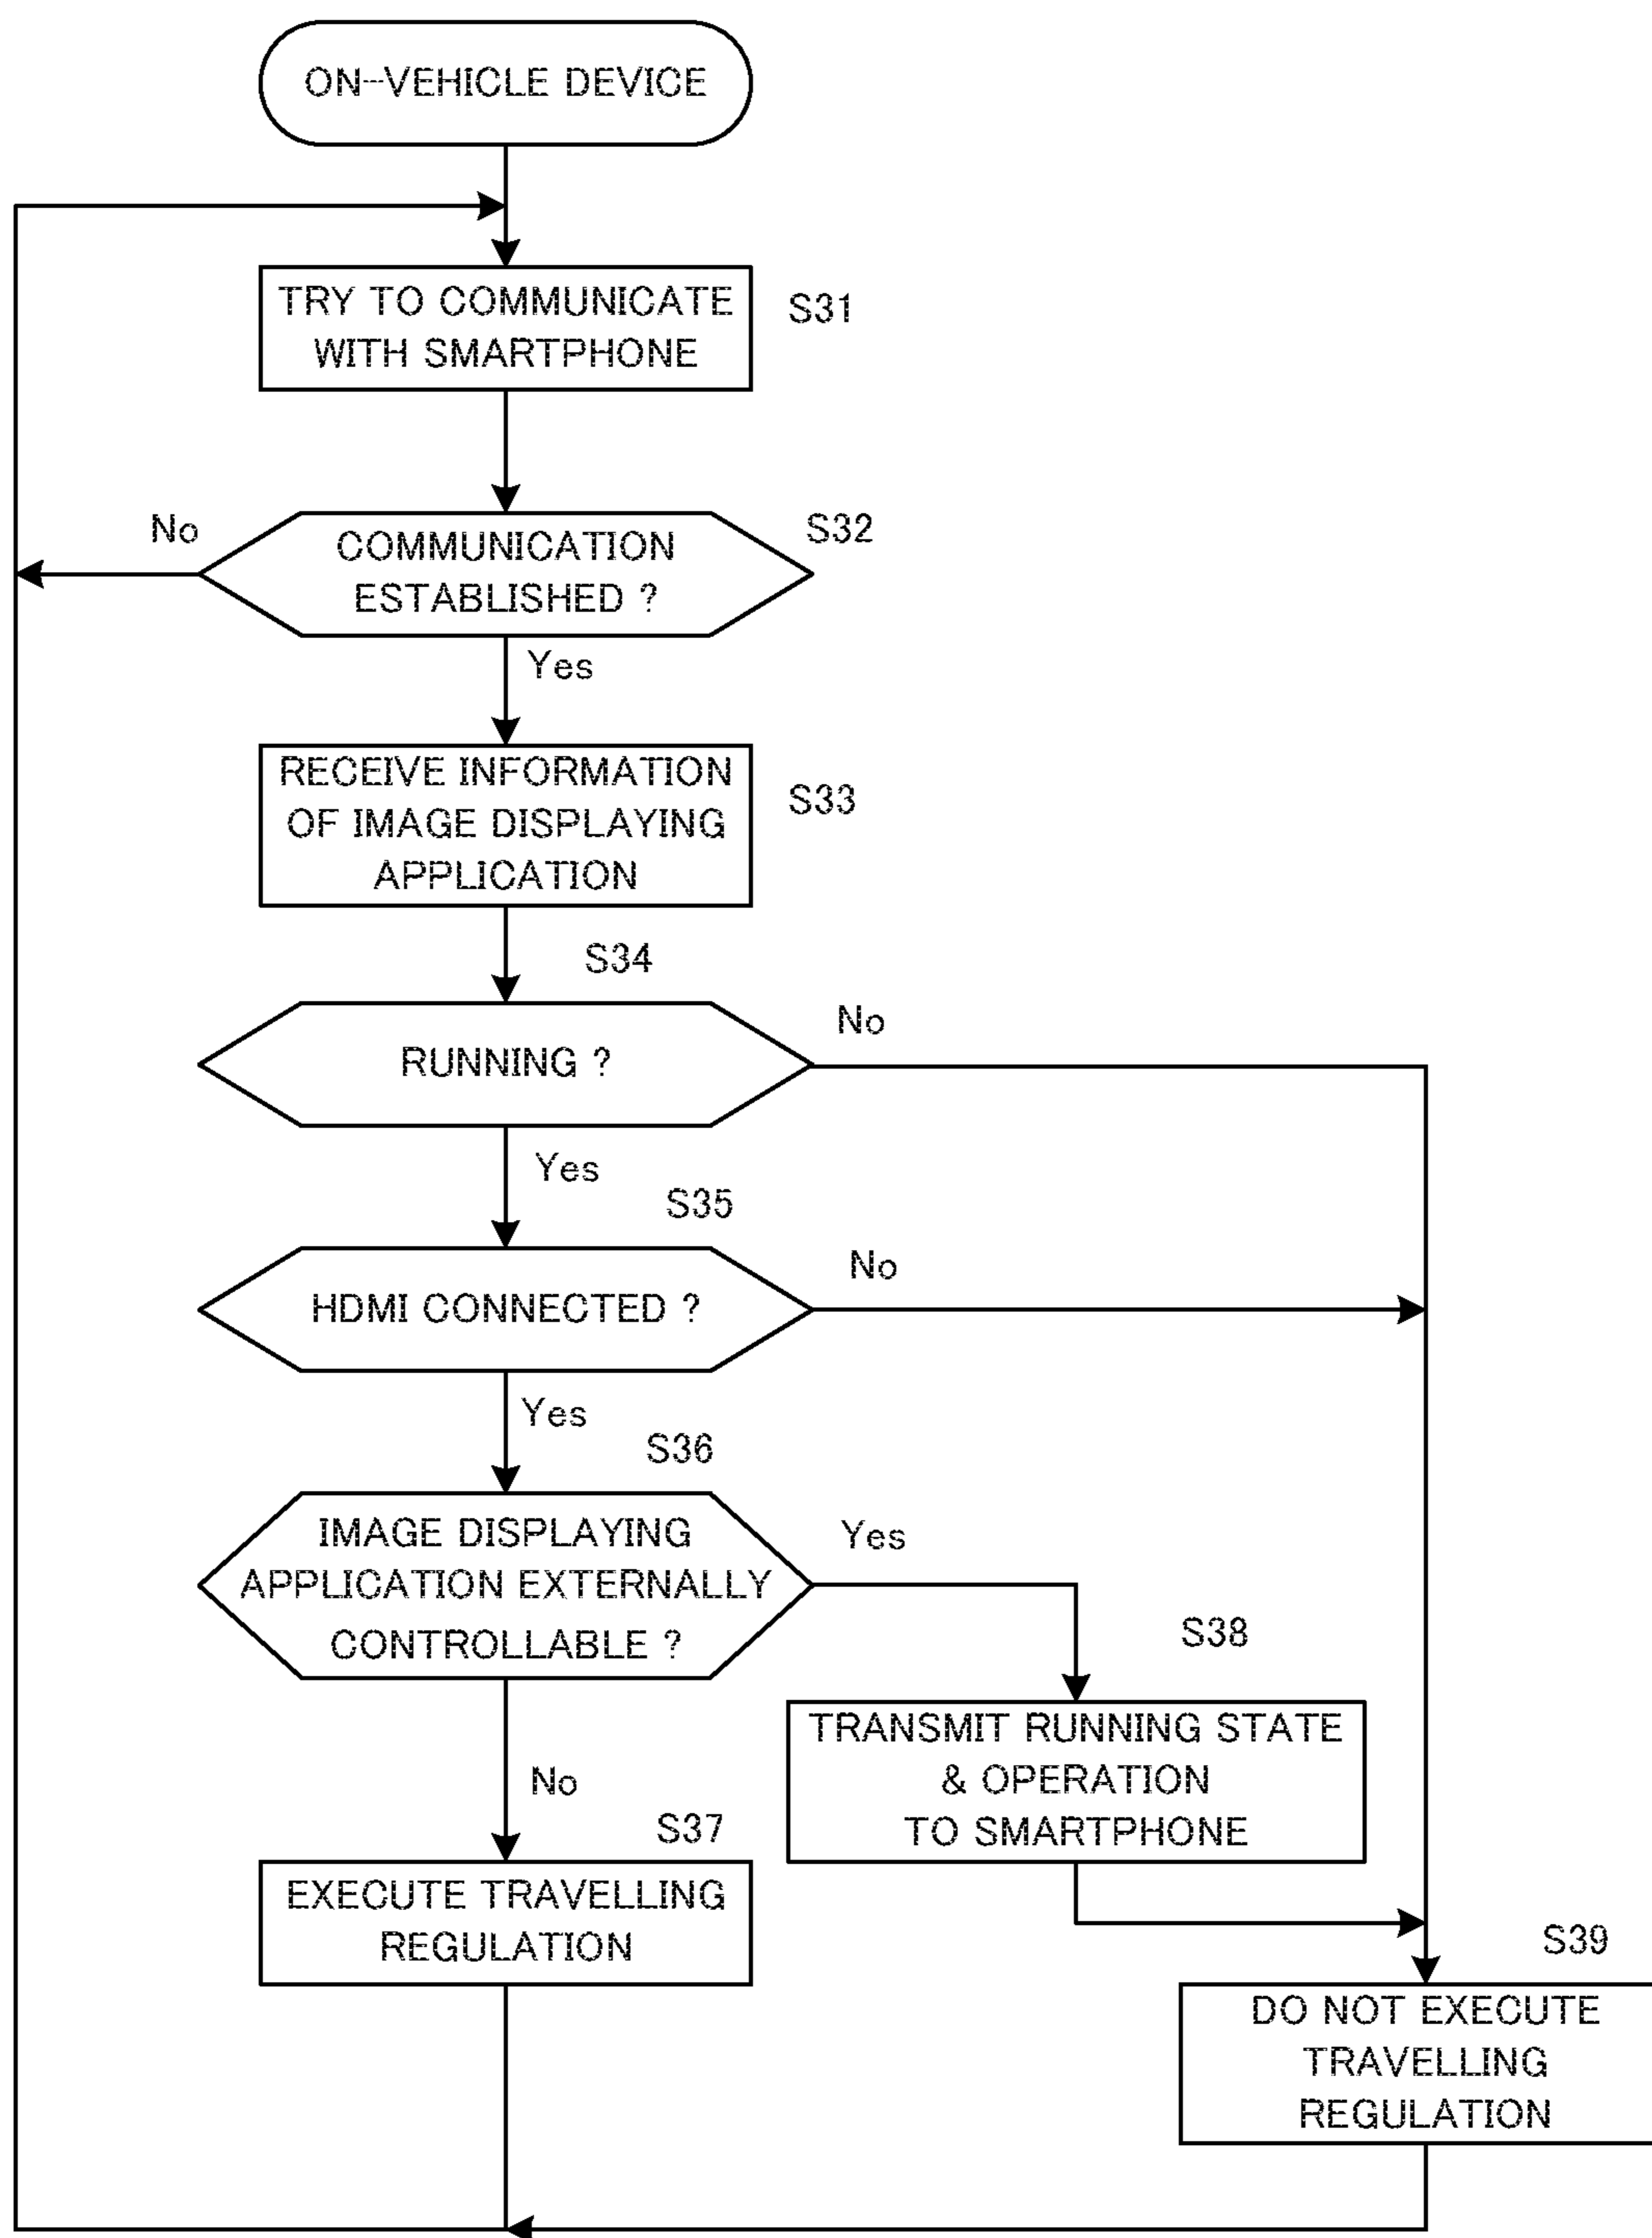 ON-VEHICLE DEVICE
TRY TO COMMUNICATE
WITH SMARTPHONE
S31
No
COMMUNICATION
ESTABLISHED ?
S32
Yes
RECEIVE INFORMATION
OF IMAGE DISPLAYING
APPLICATION
S33
S34
RUNNING ?
No
Yes
S35
HDMI CONNECTED ?
No
Yes
S36
IMAGE DISPLAYING
APPLICATION EXTERNALLY
CONTROLLABLE ?
Yes
S38
TRANSMIT RUNNING STATE
& OPERATION
TO SMARTPHONE
No
S37
EXECUTE TRAVELLING
REGULATION
S39
DO NOT EXECUTE
TRAVELLING
REGULATION